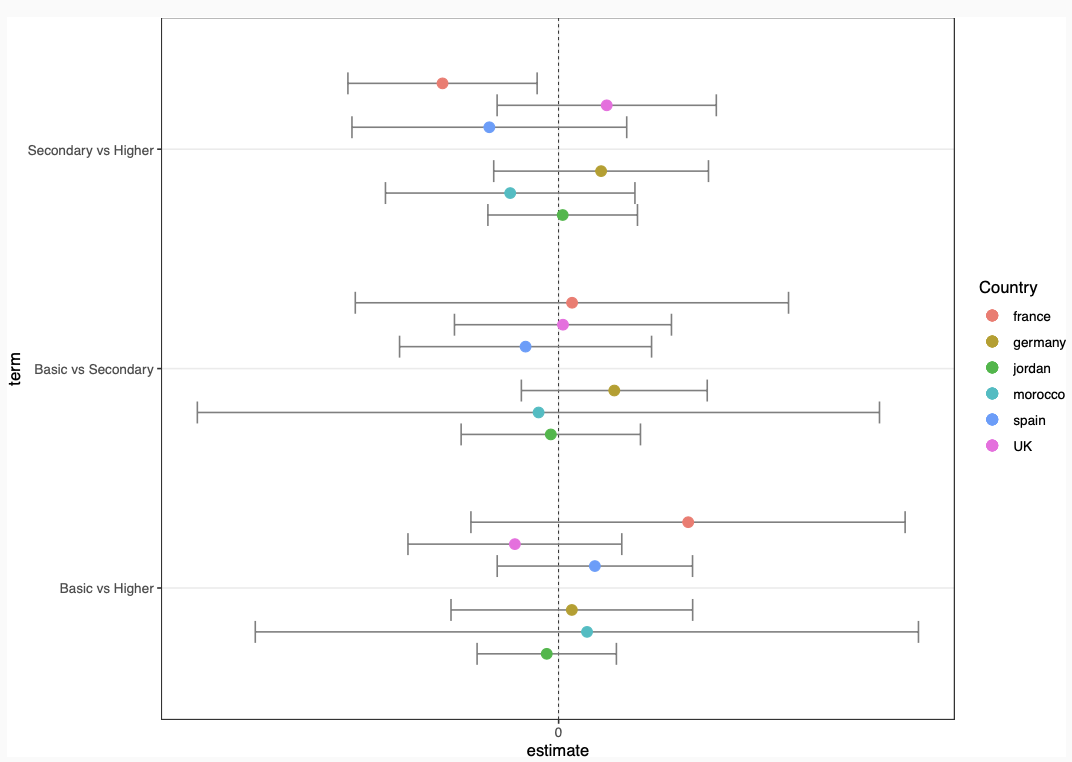 Secondary vs Higher
Basic vs Secondary
Basic vs Higher
term
0
estimate
Country
france
germany
jordan
morocco
spain
UK